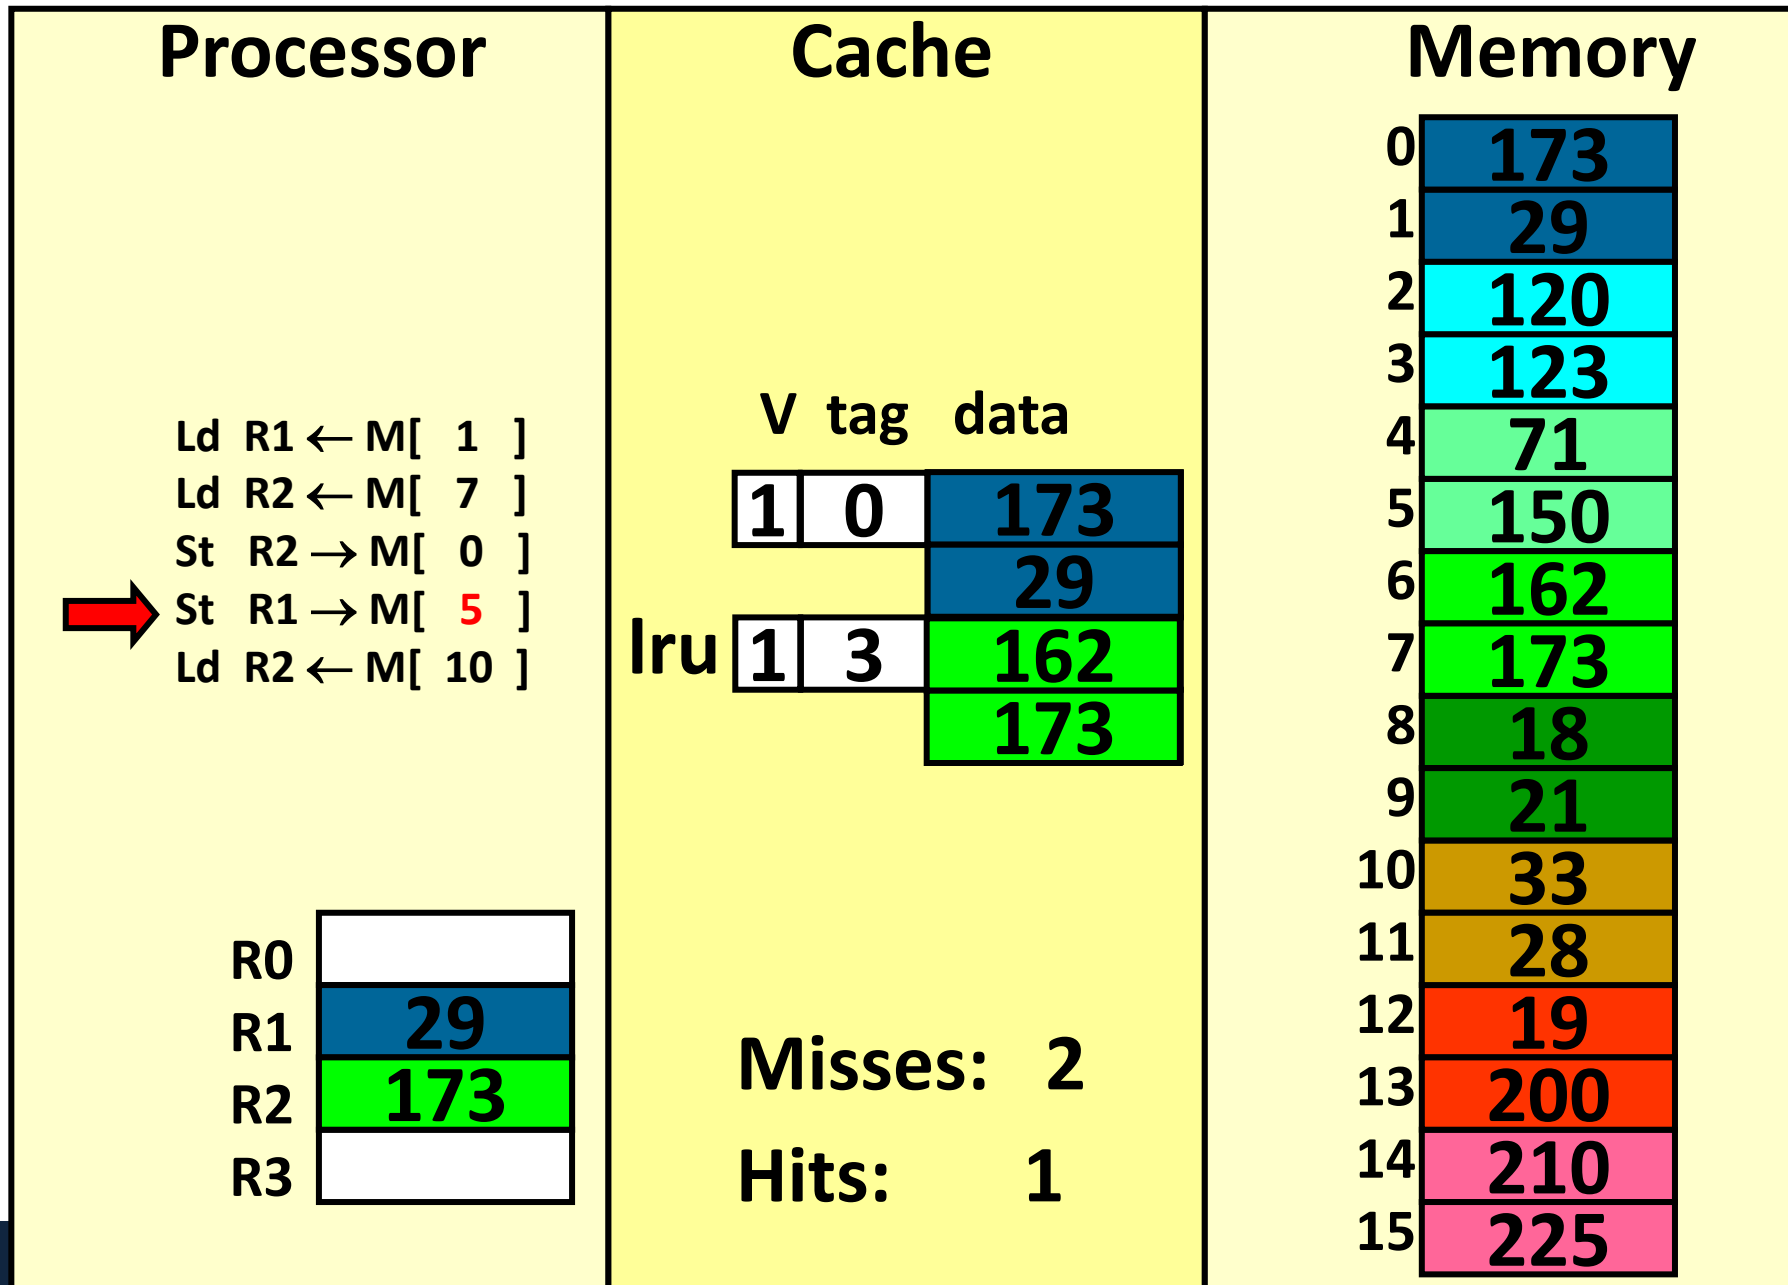 Processor
Ld R1 ← M[ 1 ]
Ld R2 ← M[ 7 ]
St R2 → M[ 0 ]
St R1 → M[ 5 ]
Ld R2 ← M[ 10 ]
R0
R1 29
R2 173
R3
Cache
V tag data
1 0 173
29
lru 1 3 162
173
Misses: 2
Hits: 1
Memory
0 173
1 29
2 120
3 123
4 71
5 150
6 162
7 173
8 18
9 21
10 33
11 28
12 19
13 200
14 210
15 225